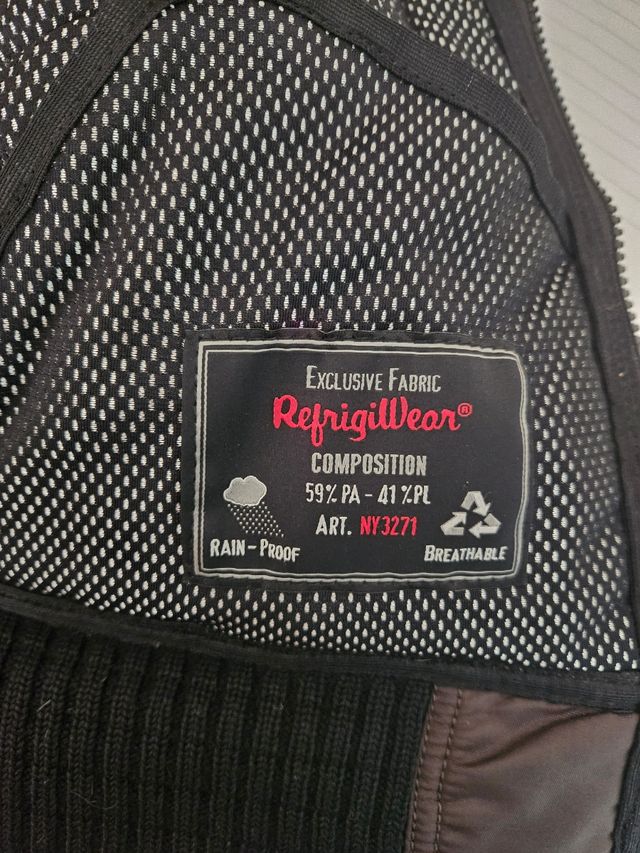 EXCLUSIVE FABRIC
RefrigiWear®
COMPOSITION
59% PA - 41 % PL
ART. NY3271
RAIN-PROOF
BREATHABLE